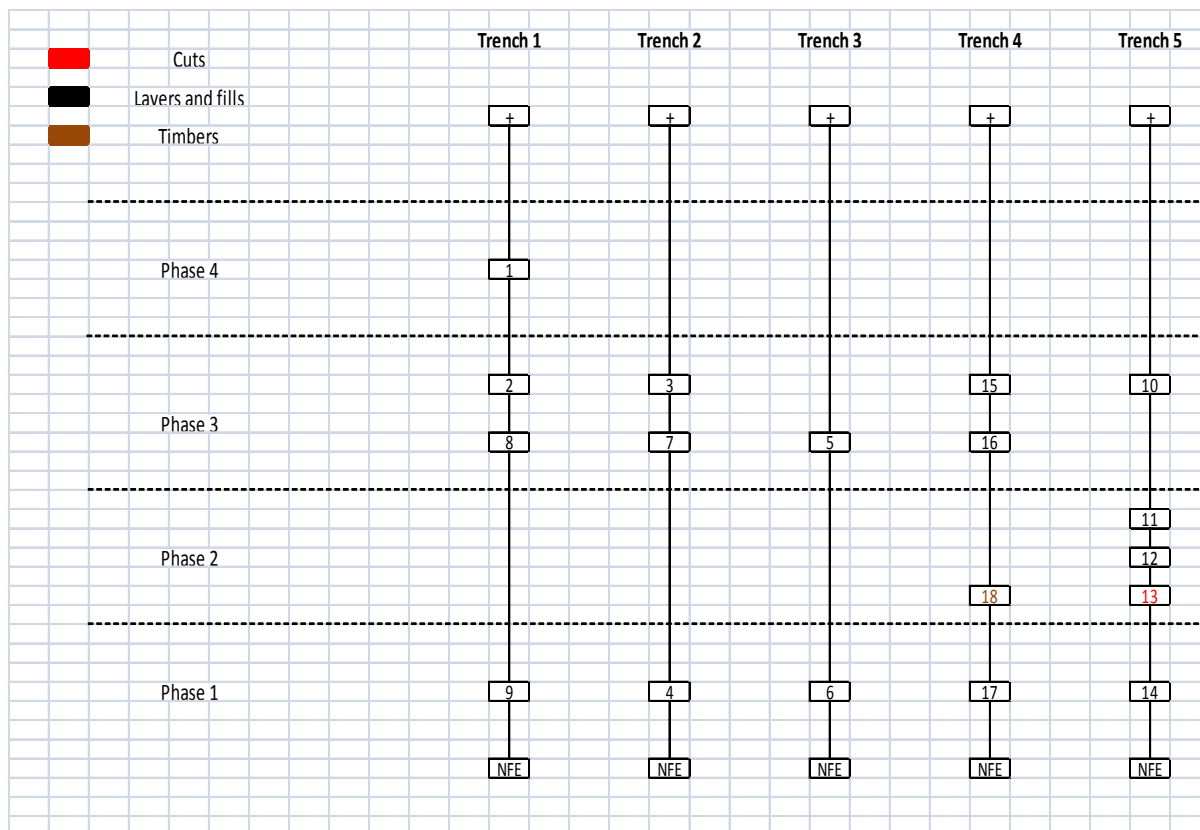 Trench 1 Trench 2 Trench 3 Trench 4 Trench 5
Cuts
Layers and fills
+ + + + +
Timbers
Phase 4
1
2 3 15 10
Phase 3
8 7 5 16
11
Phase 2
12
18 13
Phase 1
9 4 6 17 14
NFE NFE NFE NFE NFE